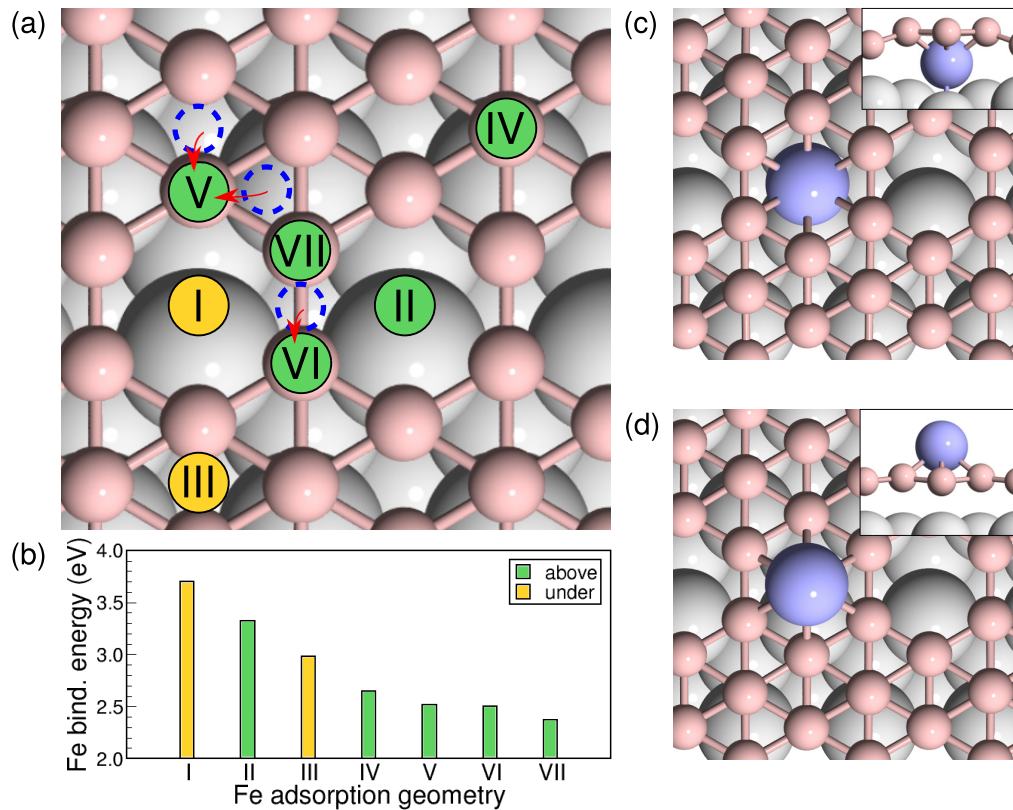 (a)
IV
V
VII
I
II
VI
III
(b)
Fe bind. energy (eV)
4.0
3.5
3.0
2.5
2.0
above
under
I II III IV V VI VII
Fe adsorption geometry
(c)
(d)